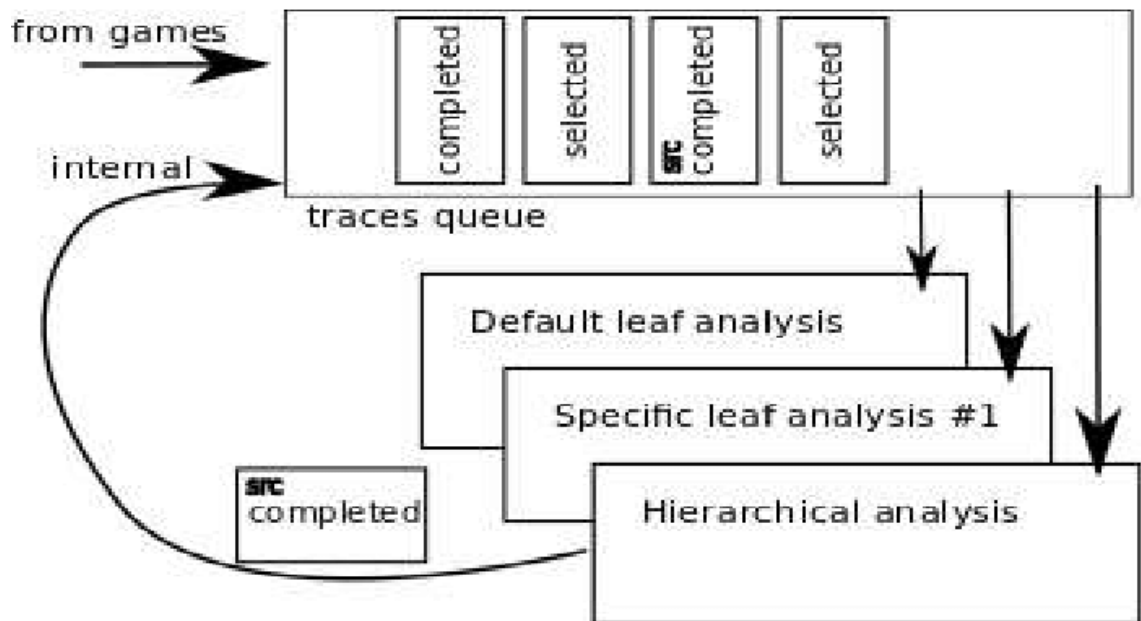 from games
completed
selected
src
completed
selected
internal
traces queue
Default leaf analysis
Specific leaf analysis #1
src
completed
Hierarchical analysis